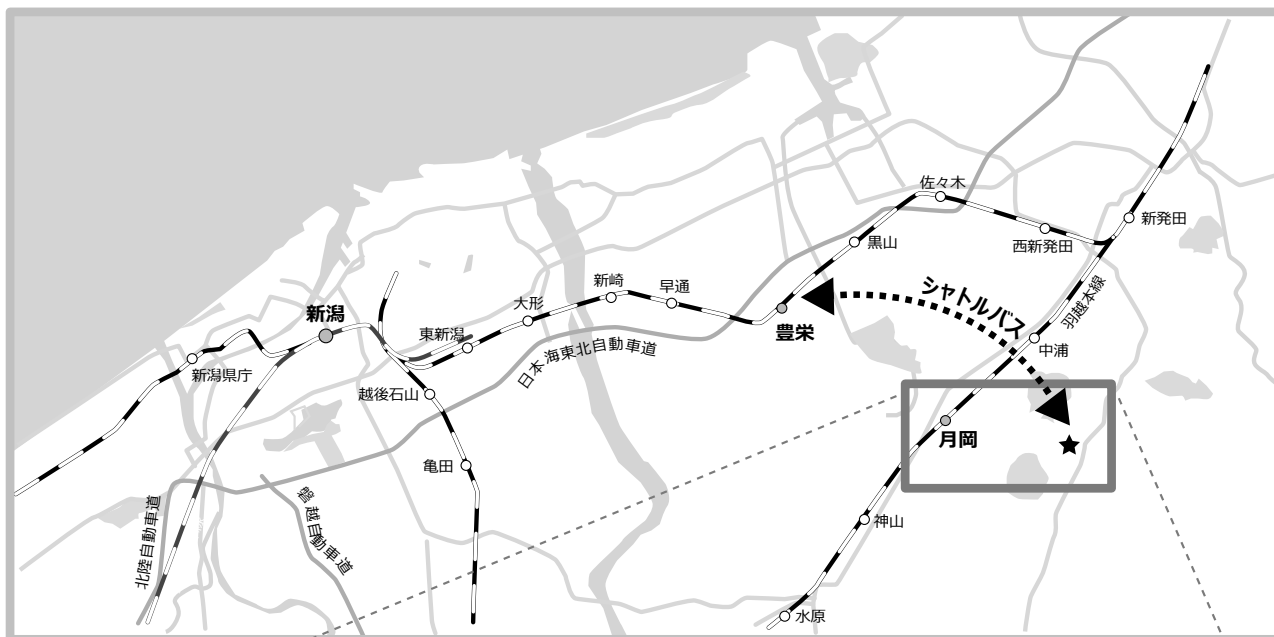 佐々木
新発田
西新発田
黒山
シャトルバス
羽越本線
新崎
早通
大形
新潟
豊栄
東新潟
中浦
日本海東北自動車道
新潟県庁
越後石山
月岡
亀田
北陸自動車道
磐越自動車道
神山
水原